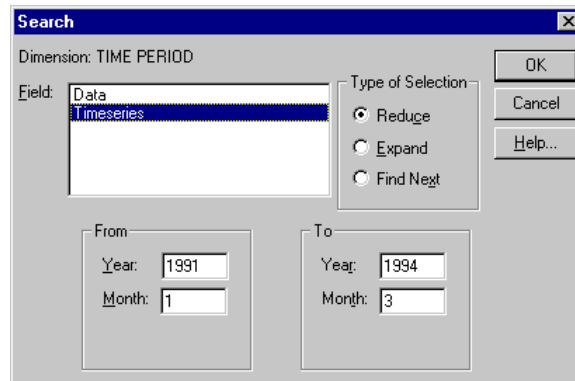 Search
Dimension: TIME PERIOD
Field:
Data
Timeseries
Type of Selection
Reduce
Expand
Find Next
OK
Cancel
Help...
From
Year: 1991
Month: 1
To
Year: 1994
Month: 3